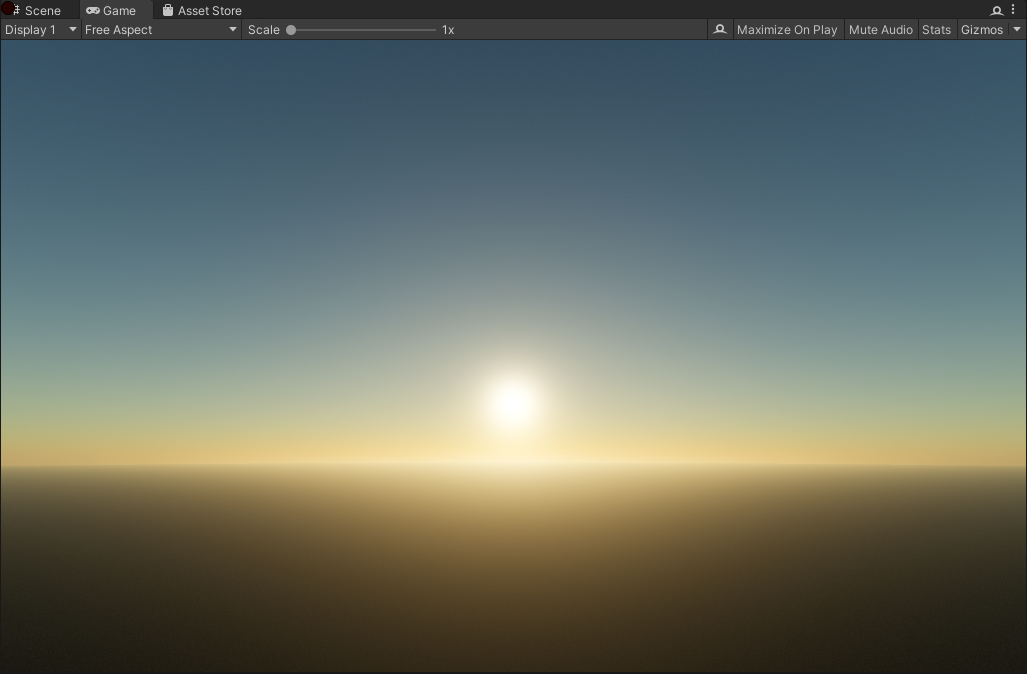 Scene Game Asset Store
Display 1 Free Aspect Scale 1x Maximize On Play Mute Audio Stats Gizmos